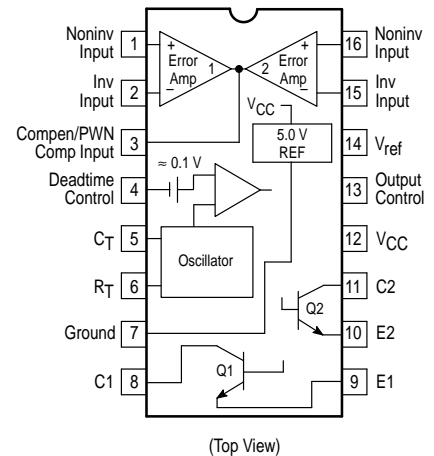 Noninv
Input
1
+
Error
Amp
1
–
Inv
Input
2
Compen/PWN
Comp Input
3
≈ 0.1 V
Deadtime
Control
4
CT
5
RT
6
Oscillator
Ground
7
C1
8
Q1
+
Error
Amp
2
–
VCC
5.0 V
REF
Q2
16
Noninv
Input
15
Inv
Input
14
Vref
13
Output
Control
12
VCC
11
C2
10
E2
9
E1
(Top View)